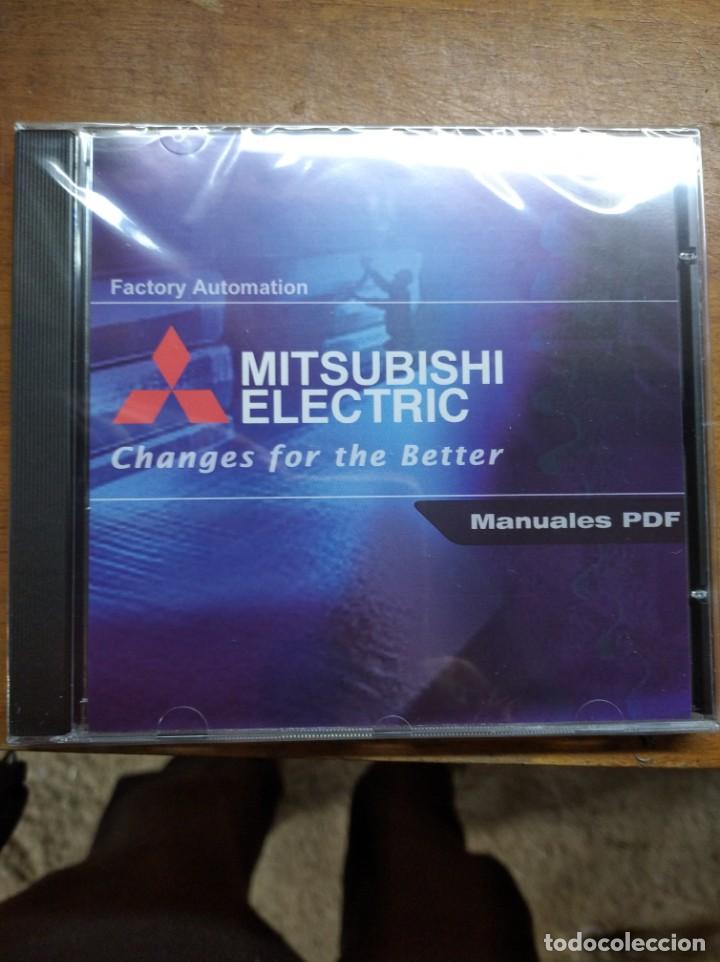 Factory Automation
MITSUBISHI
ELECTRIC
Changes for the Better
Manuales PDF
todocoleccion